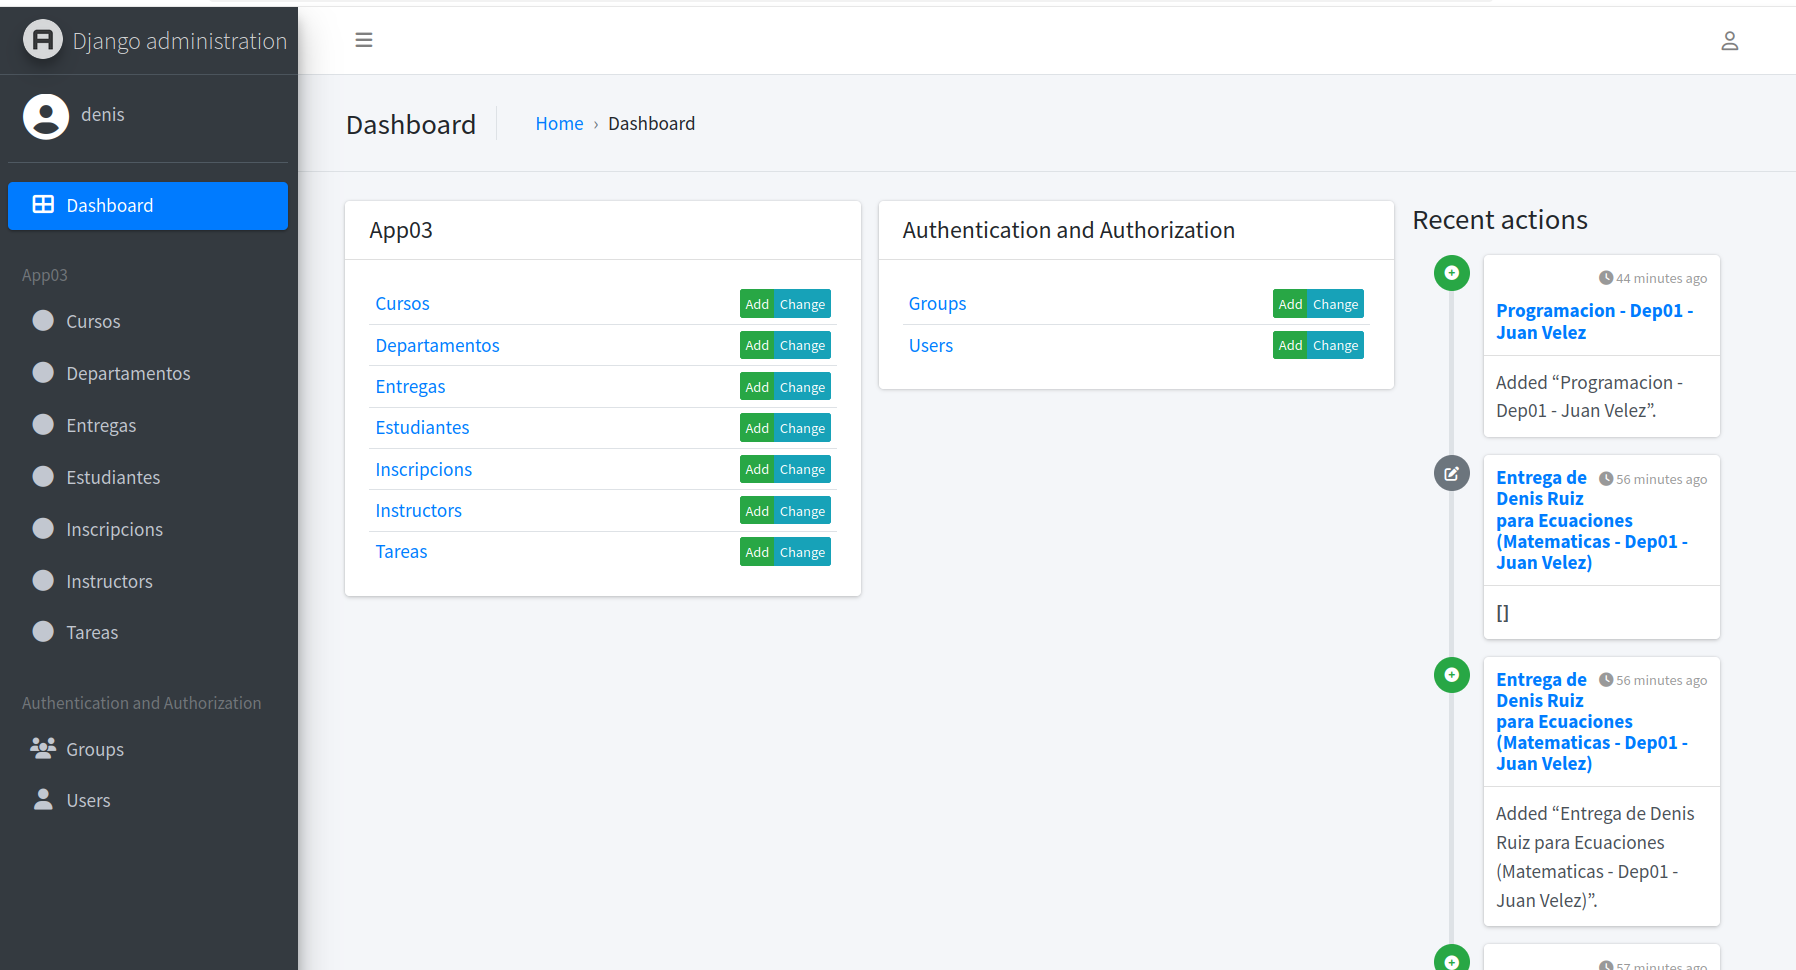 Django administration
denis
Dashboard
App03
Cursos
Departamentos
Entregas
Estudiantes
Inscripcions
Instructors
Tareas
Authentication and Authorization
Groups
Users
Dashboard
Home › Dashboard
App03
Cursos Add Change
Departamentos Add Change
Entregas Add Change
Estudiantes Add Change
Inscripcions Add Change
Instructors Add Change
Tareas Add Change
Authentication and Authorization
Groups Add Change
Users Add Change
Recent actions
44 minutes ago
Programacion - Dep01 -
Juan Velez
Added “Programacion -
Dep01 - Juan Velez”.
Entrega de 56 minutes ago
Denis Ruiz
para Ecuaciones
(Matematicas - Dep01 -
Juan Velez)
[]
Entrega de 56 minutes ago
Denis Ruiz
para Ecuaciones
(Matematicas - Dep01 -
Juan Velez)
Added “Entrega de Denis
Ruiz para Ecuaciones
(Matematicas - Dep01 -
Juan Velez)”.
57 minutes ago